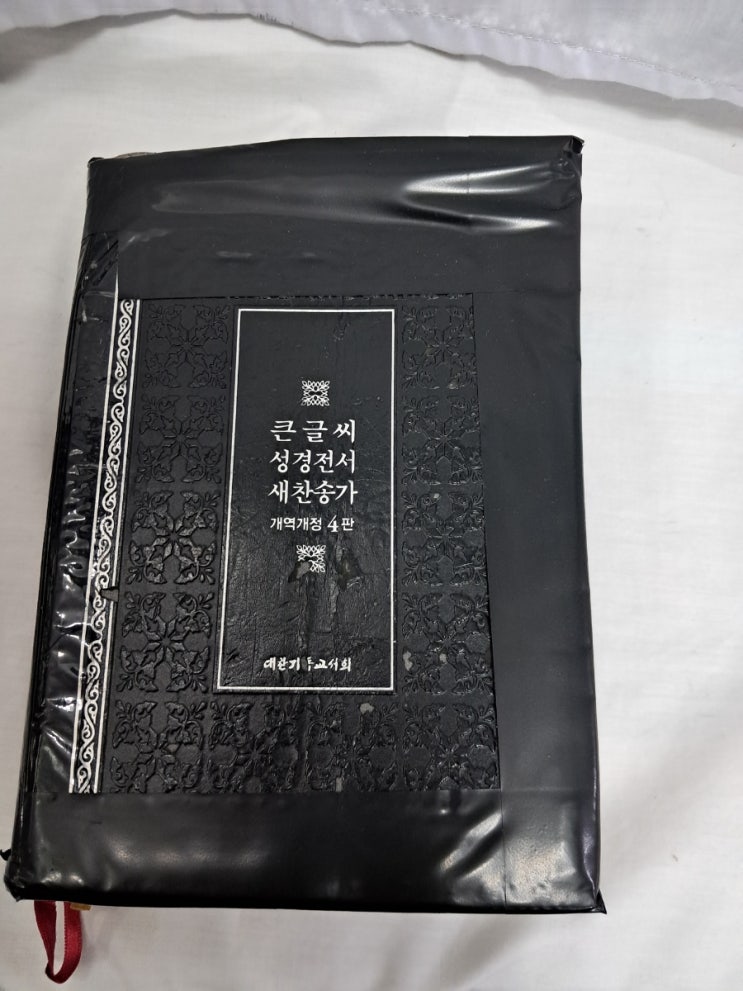 큰글씨
성경전서
새찬송가
개역개정 4판
대한기독교서회